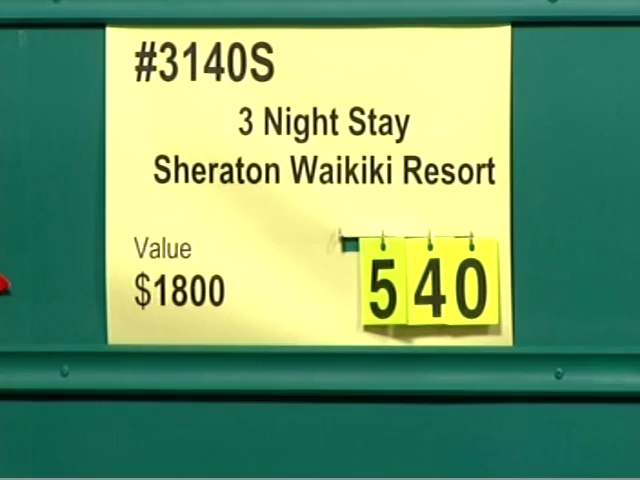 #3140S
3 Night Stay
Sheraton Waikiki Resort
Value
$1800
540